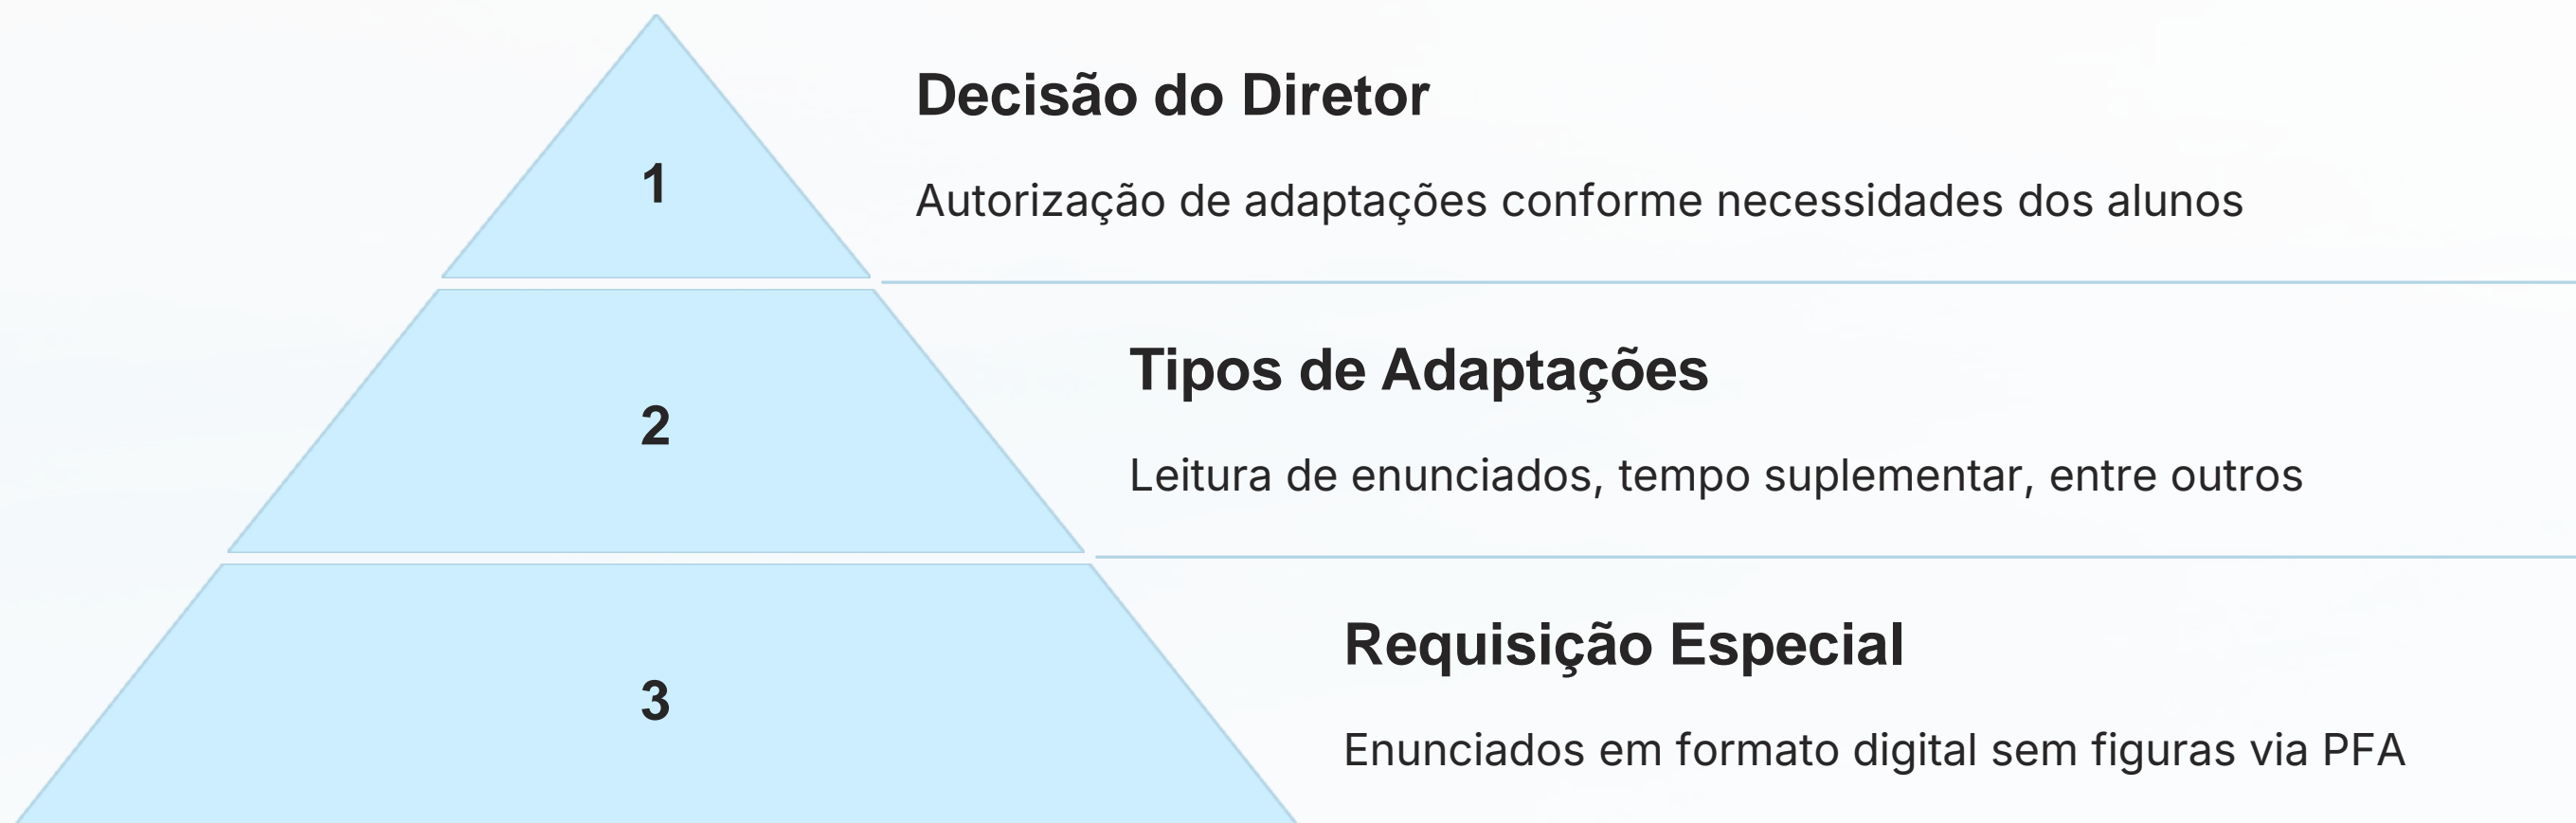 1
Decisão do Diretor
Autorização de adaptações conforme necessidades dos alunos
2
Tipos de Adaptações
Leitura de enunciados, tempo suplementar, entre outros
3
Requisição Especial
Enunciados em formato digital sem figuras via PFA